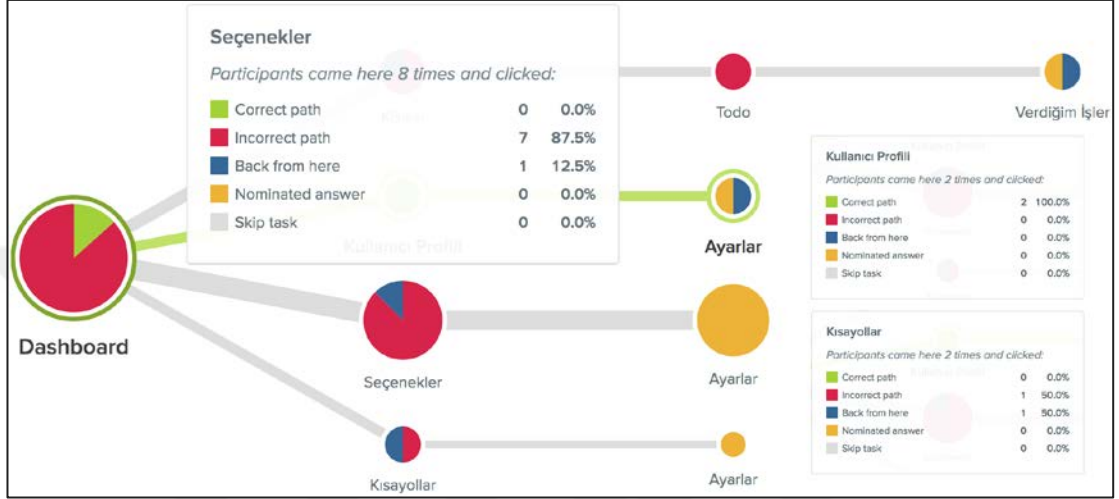 Seçenekler
Participants came here 8 times and clicked:
Correct path 0 0.0%
Incorrect path 7 87.5%
Back from here 1 12.5%
Nominated answer 0 0.0%
Skip task 0 0.0%
Todo
Verdiğim İşler
Kullanıcı Profili
Participants came here 2 times and clicked:
Correct path 2 100.0%
Incorrect path 0 0.0%
Back from here 0 0.0%
Nominated answer 0 0.0%
Skip task 0 0.0%
Kullanıcı Profili
Ayarlar
Dashboard
Seçenekler
Ayarlar
Kısayollar
Participants came here 2 times and clicked:
Correct path 0 0.0%
Incorrect path 1 50.0%
Back from here 1 50.0%
Nominated answer 0 0.0%
Skip task 0 0.0%
Kısayollar
Ayarlar